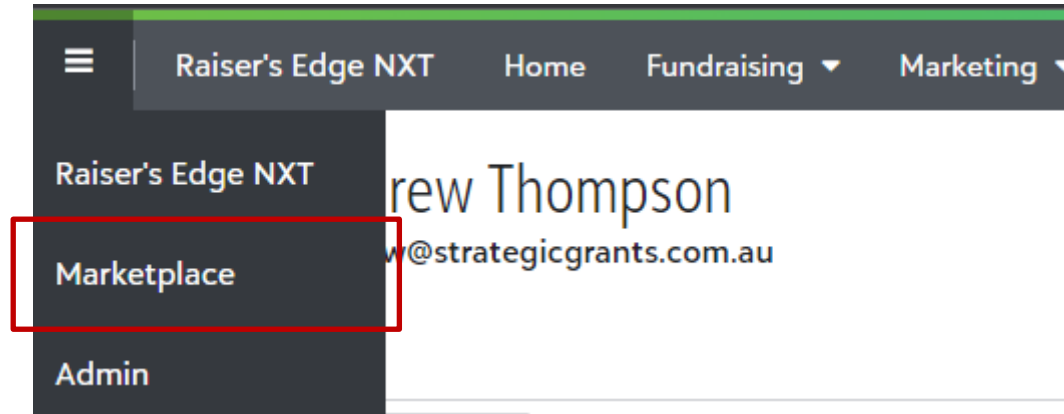 Raiser's Edge NXT Home Fundraising Marketing
Raiser's Edge NXT
rew Thompson
w@strategicgrants.com.au
Marketplace
Admin